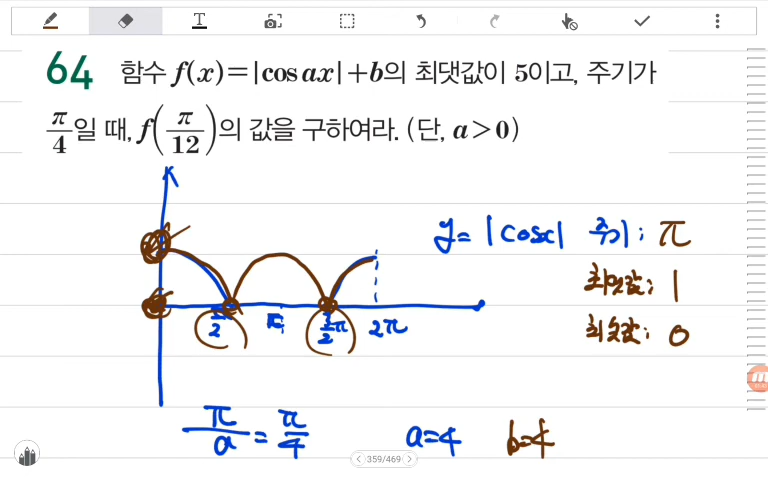 64 함수 f(x)=|cos ax|+b의 최댓값이 5이고, 주기가
π/4일 때, f(π/12)의 값을 구하여라. (단, a>0)
y=|cosx| 주기: π
최댓값: 1
최솟값: 0
π/2 π 3/2π 2π
π/a = π/4 a=4 b=4
359/469